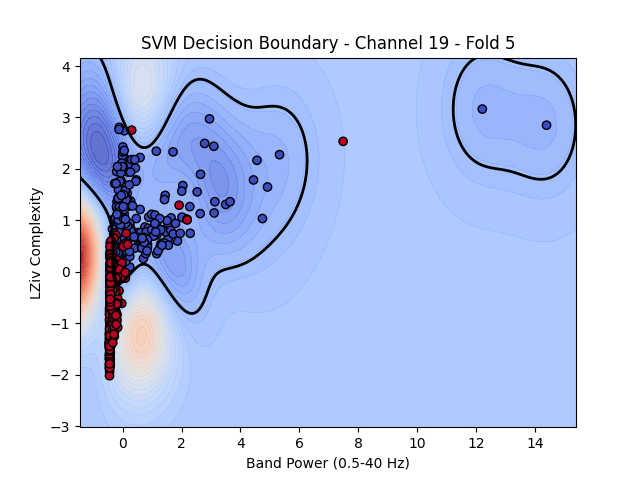 SVM Decision Boundary - Channel 19 - Fold 5
4
3
2
1
0
−1
−2
−3
LZiv Complexity
0 2 4 6 8 10 12 14
Band Power (0.5-40 Hz)